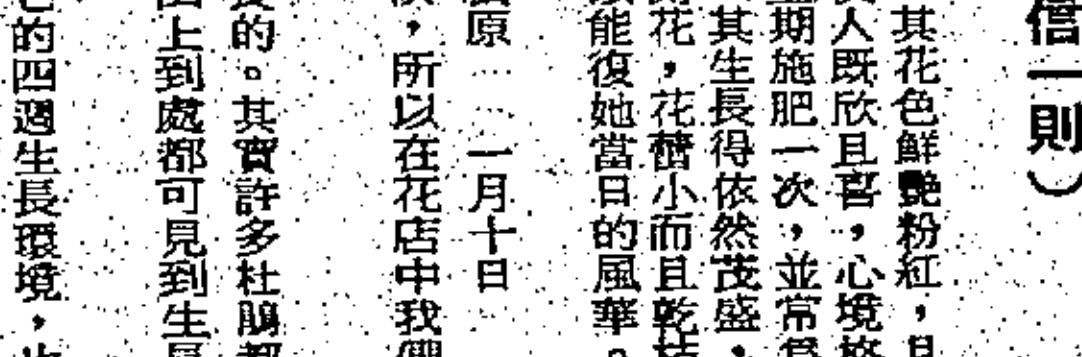 信一則）
其花色鮮艷粉紅，且
人既欣且喜，心境格
期施肥一次，並常為
其生長得依然茂盛，
花，花蕾小而且乾枯
能復她當日的風華。
原　一月十日
，所以在花店中我們
的。其實許多杜鵑都
上到處都可見到生長
的四週生長環境，